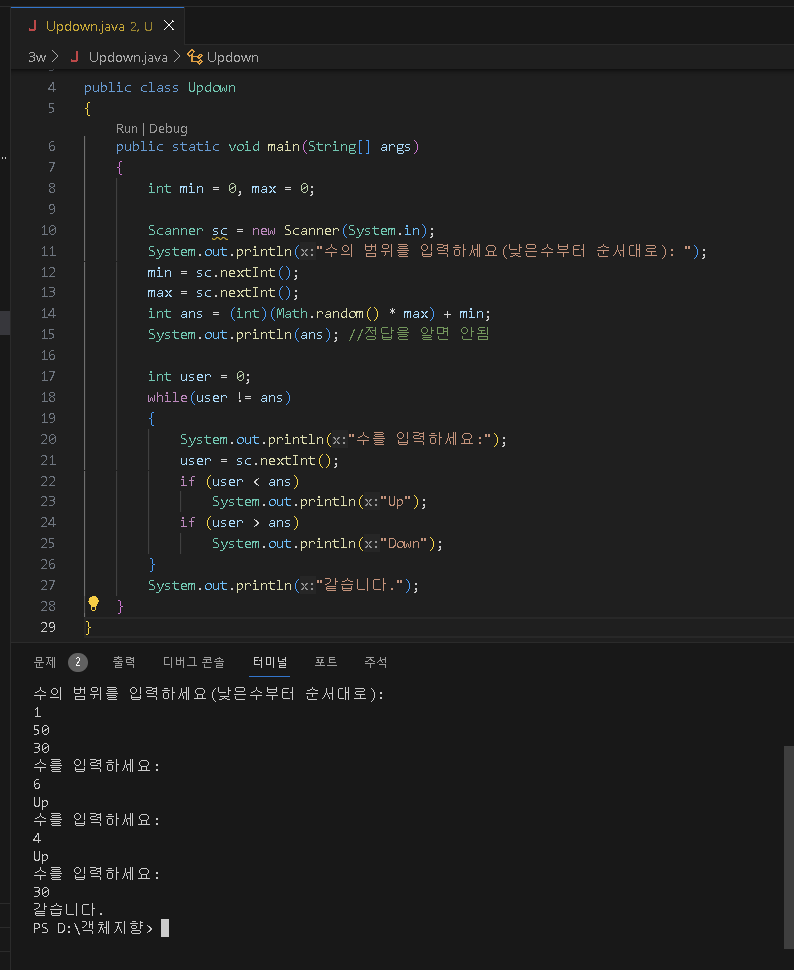 Updown.java 2, U
3w > Updown.java > Updown
4 public class Updown
5 {
Run | Debug
6 public static void main(String[] args)
7 {
8 int min = 0, max = 0;
9
10 Scanner sc = new Scanner(System.in);
11 System.out.println(x:"수의 범위를 입력하세요(낮은수부터 순서대로): ");
12 min = sc.nextInt();
13 max = sc.nextInt();
14 int ans = (int)(Math.random() * max) + min;
15 System.out.println(ans); //정답을 알면 안됨
16
17 int user = 0;
18 while(user != ans)
19 {
20 System.out.println(x:"수를 입력하세요:");
21 user = sc.nextInt();
22 if (user < ans)
23 System.out.println(x:"Up");
24 if (user > ans)
25 System.out.println(x:"Down");
26 }
27 System.out.println(x:"같습니다.");
28 }
29 }
문제 2 출력 디버그 콘솔 터미널 포트 주석
수의 범위를 입력하세요(낮은수부터 순서대로):
1
50
30
수를 입력하세요:
6
Up
수를 입력하세요:
4
Up
수를 입력하세요:
30
같습니다.
PS D:\객체지향>